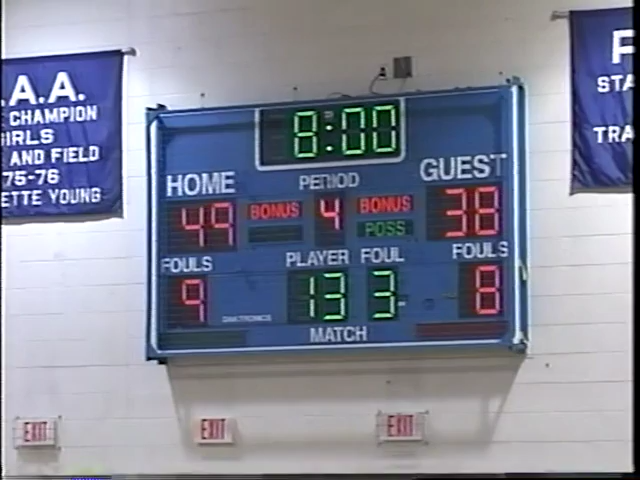 .A.A.
CHAMPION
GIRLS
AND FIELD
75-76
ETTE YOUNG
8:00
HOME PERIOD GUEST
49 BONUS 4 BONUS 38
POSS
FOULS PLAYER FOUL FOULS
9 13 3 8
DAKTRONICS
MATCH
F
STA
TRA
EXIT EXIT EXIT